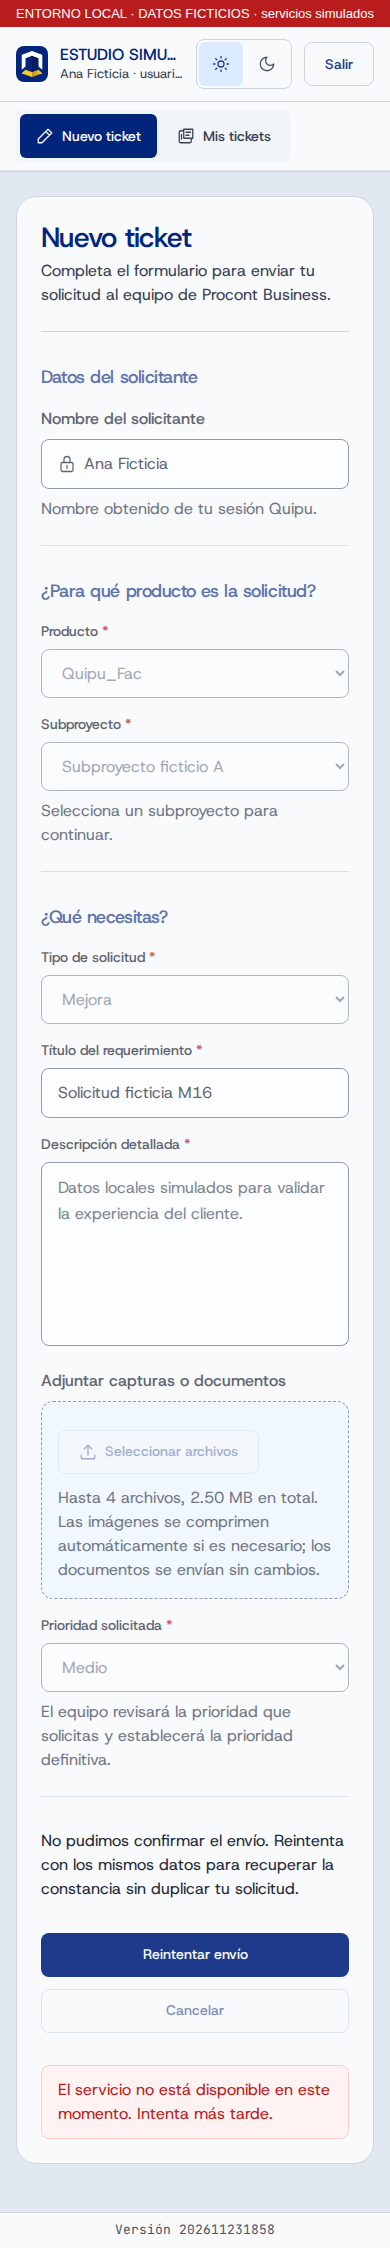 ENTORNO LOCAL · DATOS FICTICIOS · servicios simulados
ESTUDIO SIMU...
Ana Ficticia · usuari...
Salir
Nuevo ticket
Mis tickets
Nuevo ticket
Completa el formulario para enviar tu
solicitud al equipo de Procont Business.
Datos del solicitante
Nombre del solicitante
Ana Ficticia
Nombre obtenido de tu sesión Quipu.
¿Para qué producto es la solicitud?
Producto *
Quipu_Fac
Subproyecto *
Subproyecto ficticio A
Selecciona un subproyecto para
continuar.
¿Qué necesitas?
Tipo de solicitud *
Mejora
Título del requerimiento *
Solicitud ficticia M16
Descripción detallada *
Datos locales simulados para validar
la experiencia del cliente.
Adjuntar capturas o documentos
Seleccionar archivos
Hasta 4 archivos, 2.50 MB en total.
Las imágenes se comprimen
automáticamente si es necesario; los
documentos se envían sin cambios.
Prioridad solicitada *
Medio
El equipo revisará la prioridad que
solicitas y establecerá la prioridad
definitiva.
No pudimos confirmar el envío. Reintenta
con los mismos datos para recuperar la
constancia sin duplicar tu solicitud.
Reintentar envío
Cancelar
El servicio no está disponible en este
momento. Intenta más tarde.
Versión 202611231858